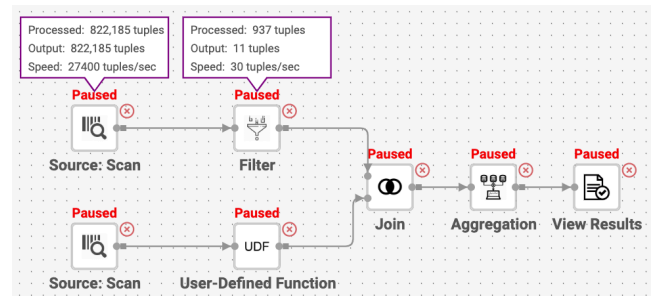 Processed: 822,185 tuples
Output: 822,185 tuples
Speed: 27400 tuples/sec
Processed: 937 tuples
Output: 11 tuples
Speed: 30 tuples/sec
Paused
Paused
Source: Scan
Filter
Paused
Paused
Paused
Join
Aggregation
View Results
Paused
Paused
UDF
Source: Scan
User-Defined Function